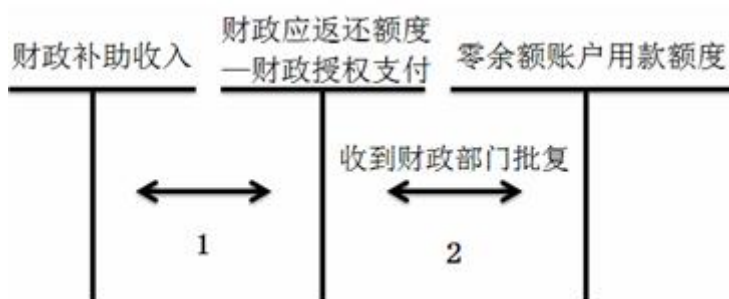 财政补助收入
财政应返还额度
—财政授权支付
零余额账户用款额度
收到财政部门批复
1
2